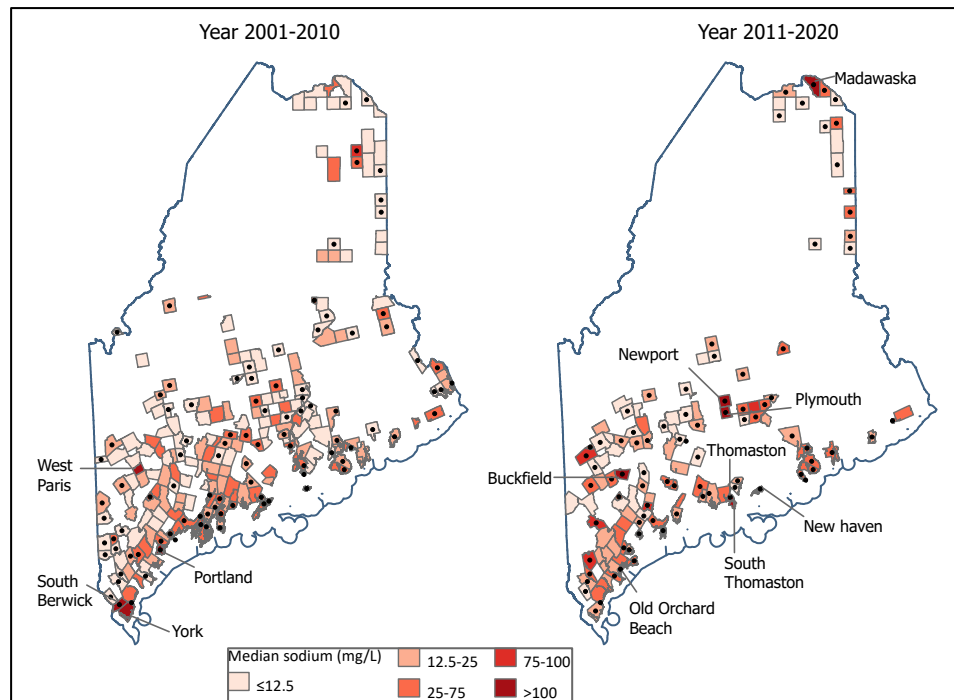 Year 2001-2010
Year 2011-2020
Madawaska
Newport
Plymouth
West
Paris
Thomaston
Buckfield
New haven
South
Thomaston
Portland
South
Berwick
Old Orchard
Beach
York
Median sodium (mg/L)
≤12.5
12.5-25
25-75
75-100
>100